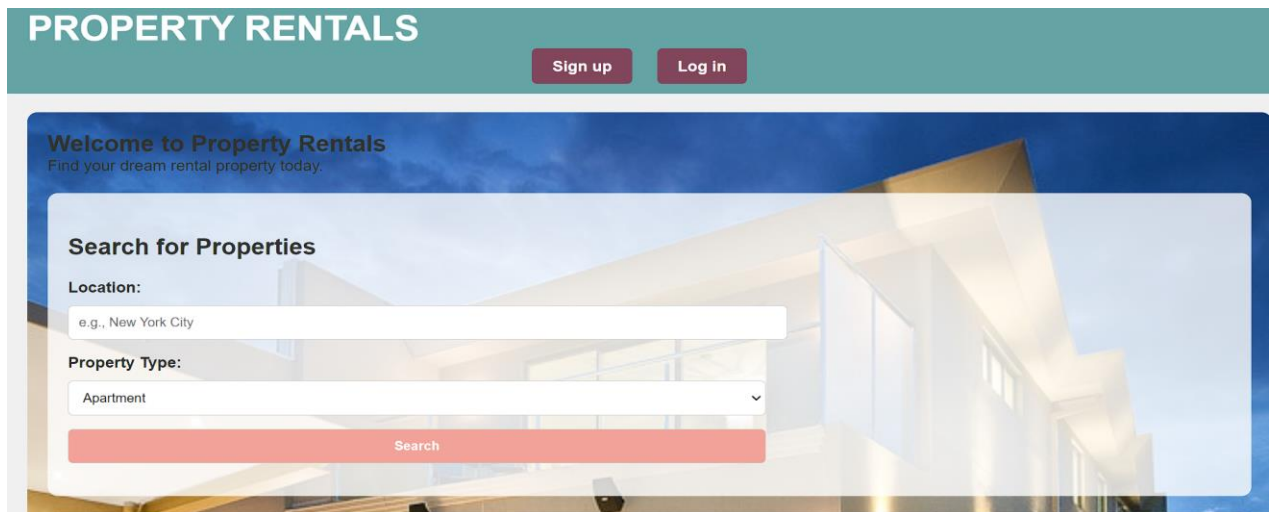 PROPERTY RENTALS
Sign up Log in
Welcome to Property Rentals
Find your dream rental property today.
Search for Properties
Location:
e.g., New York City
Property Type:
Apartment
Search